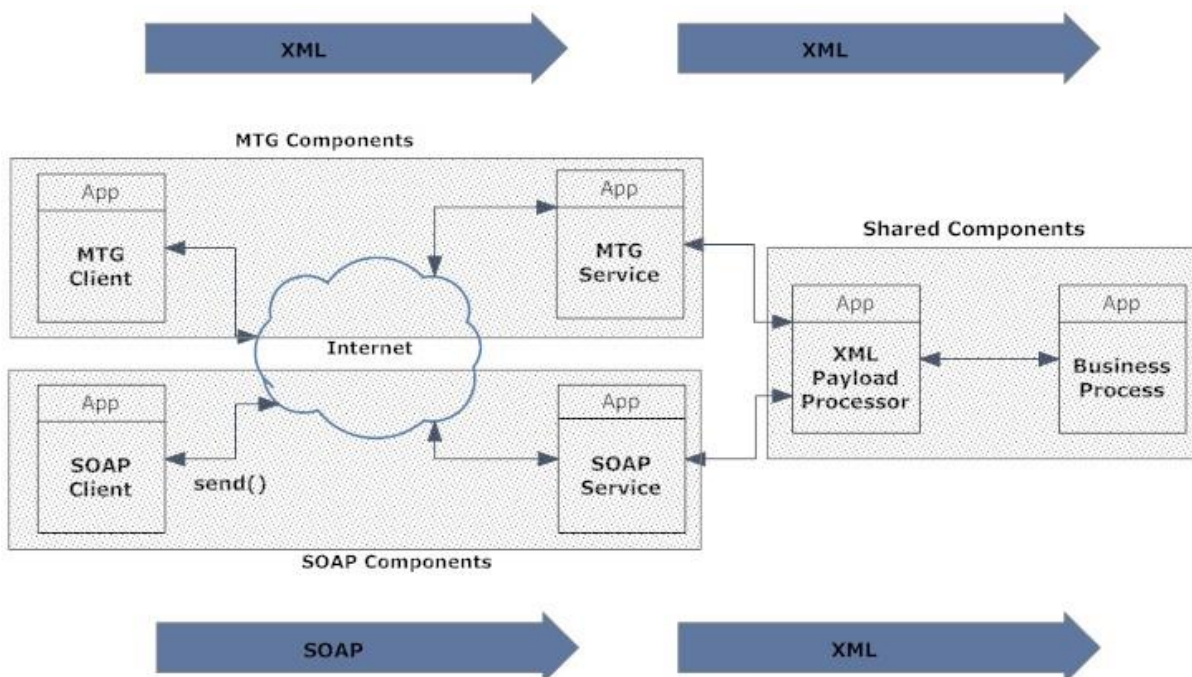 XML
XML
MTG Components
App
MTG
Client
App
MTG
Service
Shared Components
App
XML
Payload
Processor
App
Business
Process
Internet
App
SOAP
Client
send()
App
SOAP
Service
SOAP Components
SOAP
XML